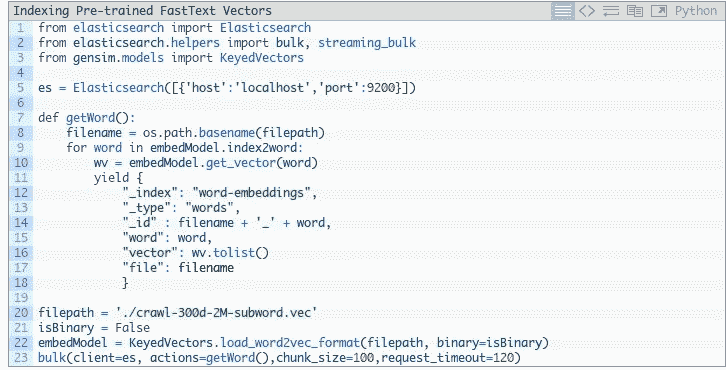 Indexing Pre-trained FastText Vectors Python
1 from elasticsearch import Elasticsearch
2 from elasticsearch.helpers import bulk, streaming_bulk
3 from gensim.models import KeyedVectors
4
5 es = Elasticsearch([{'host':'localhost','port':9200}])
6
7 def getWord():
8     filename = os.path.basename(filepath)
9     for word in embedModel.index2word:
10         wv = embedModel.get_vector(word)
11         yield {
12             "_index": "word-embeddings",
13             "_type": "words",
14             "_id" : filename + '_' + word,
15             "word": word,
16             "vector": wv.tolist()
17             "file": filename
18             }
19
20 filepath = './crawl-300d-2M-subword.vec'
21 isBinary = False
22 embedModel = KeyedVectors.load_word2vec_format(filepath, binary=isBinary)
23 bulk(client=es, actions=getWord(),chunk_size=100,request_timeout=120)